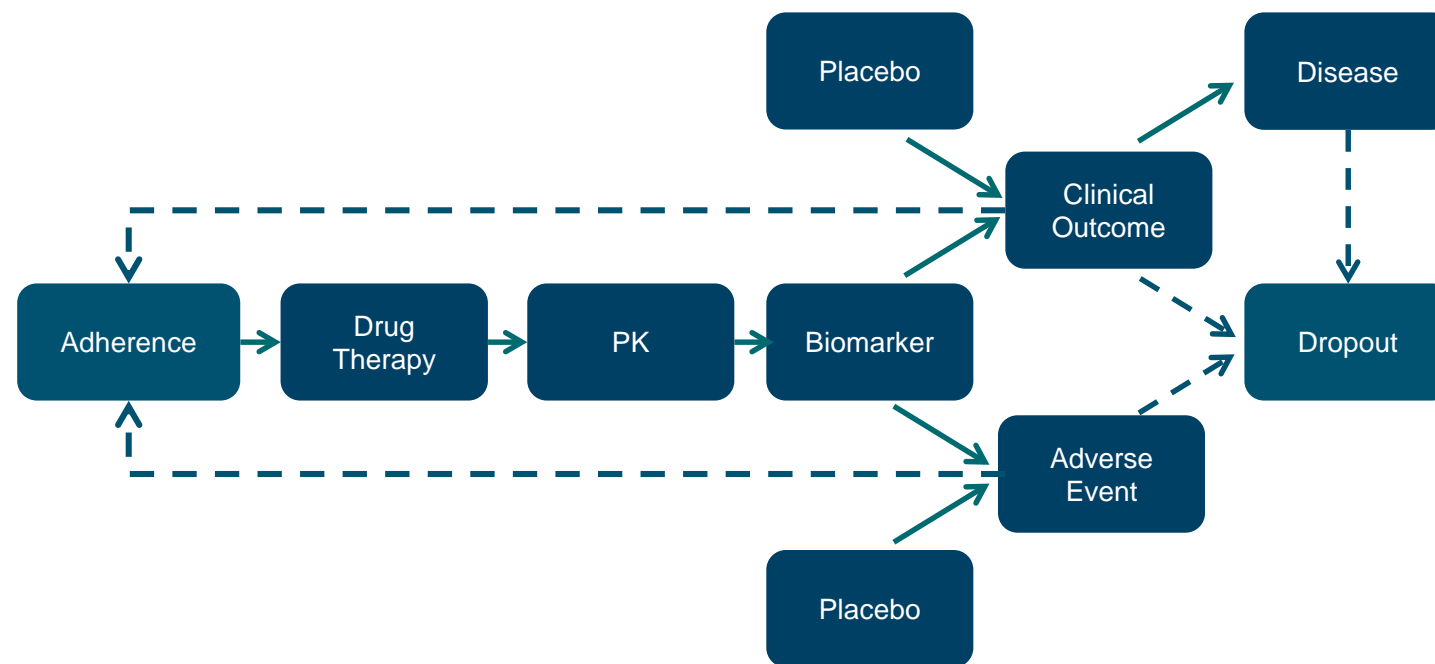 Placebo
Disease
Clinical
Outcome
Adherence
Drug
Therapy
PK
Biomarker
Dropout
Adverse
Event
Placebo